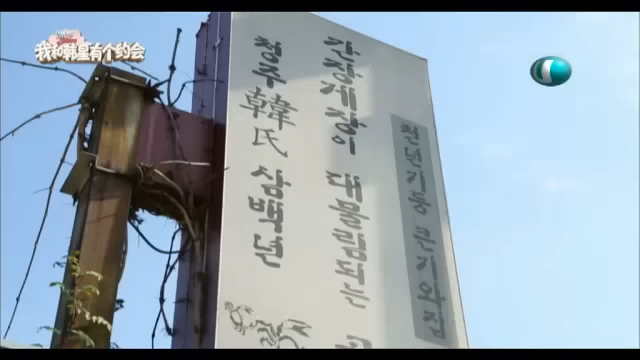 我和韩星有个约会
청주 韓氏 삼백년
간장게장이 대물림되는
천년기둥 큰기와집